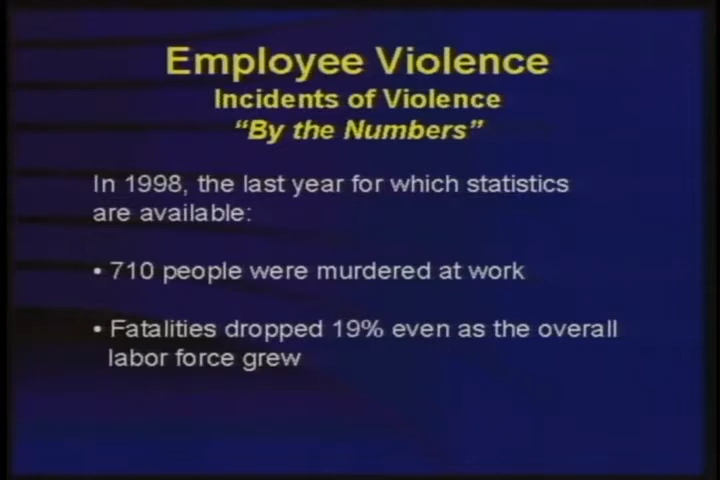 Employee Violence
Incidents of Violence
“By the Numbers”
In 1998, the last year for which statistics
are available:
• 710 people were murdered at work
• Fatalities dropped 19% even as the overall
labor force grew